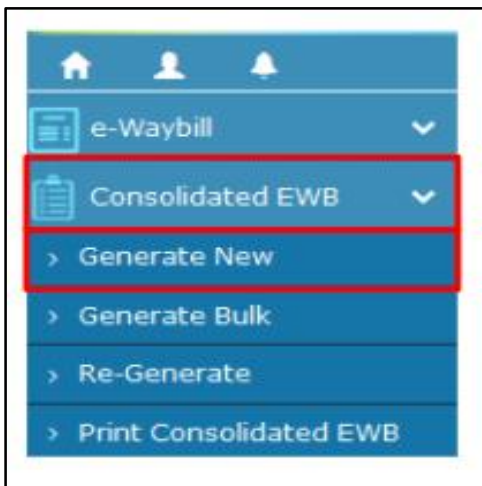 e-Waybill
Consolidated EWB
Generate New
Generate Bulk
Re-Generate
Print Consolidated EWB